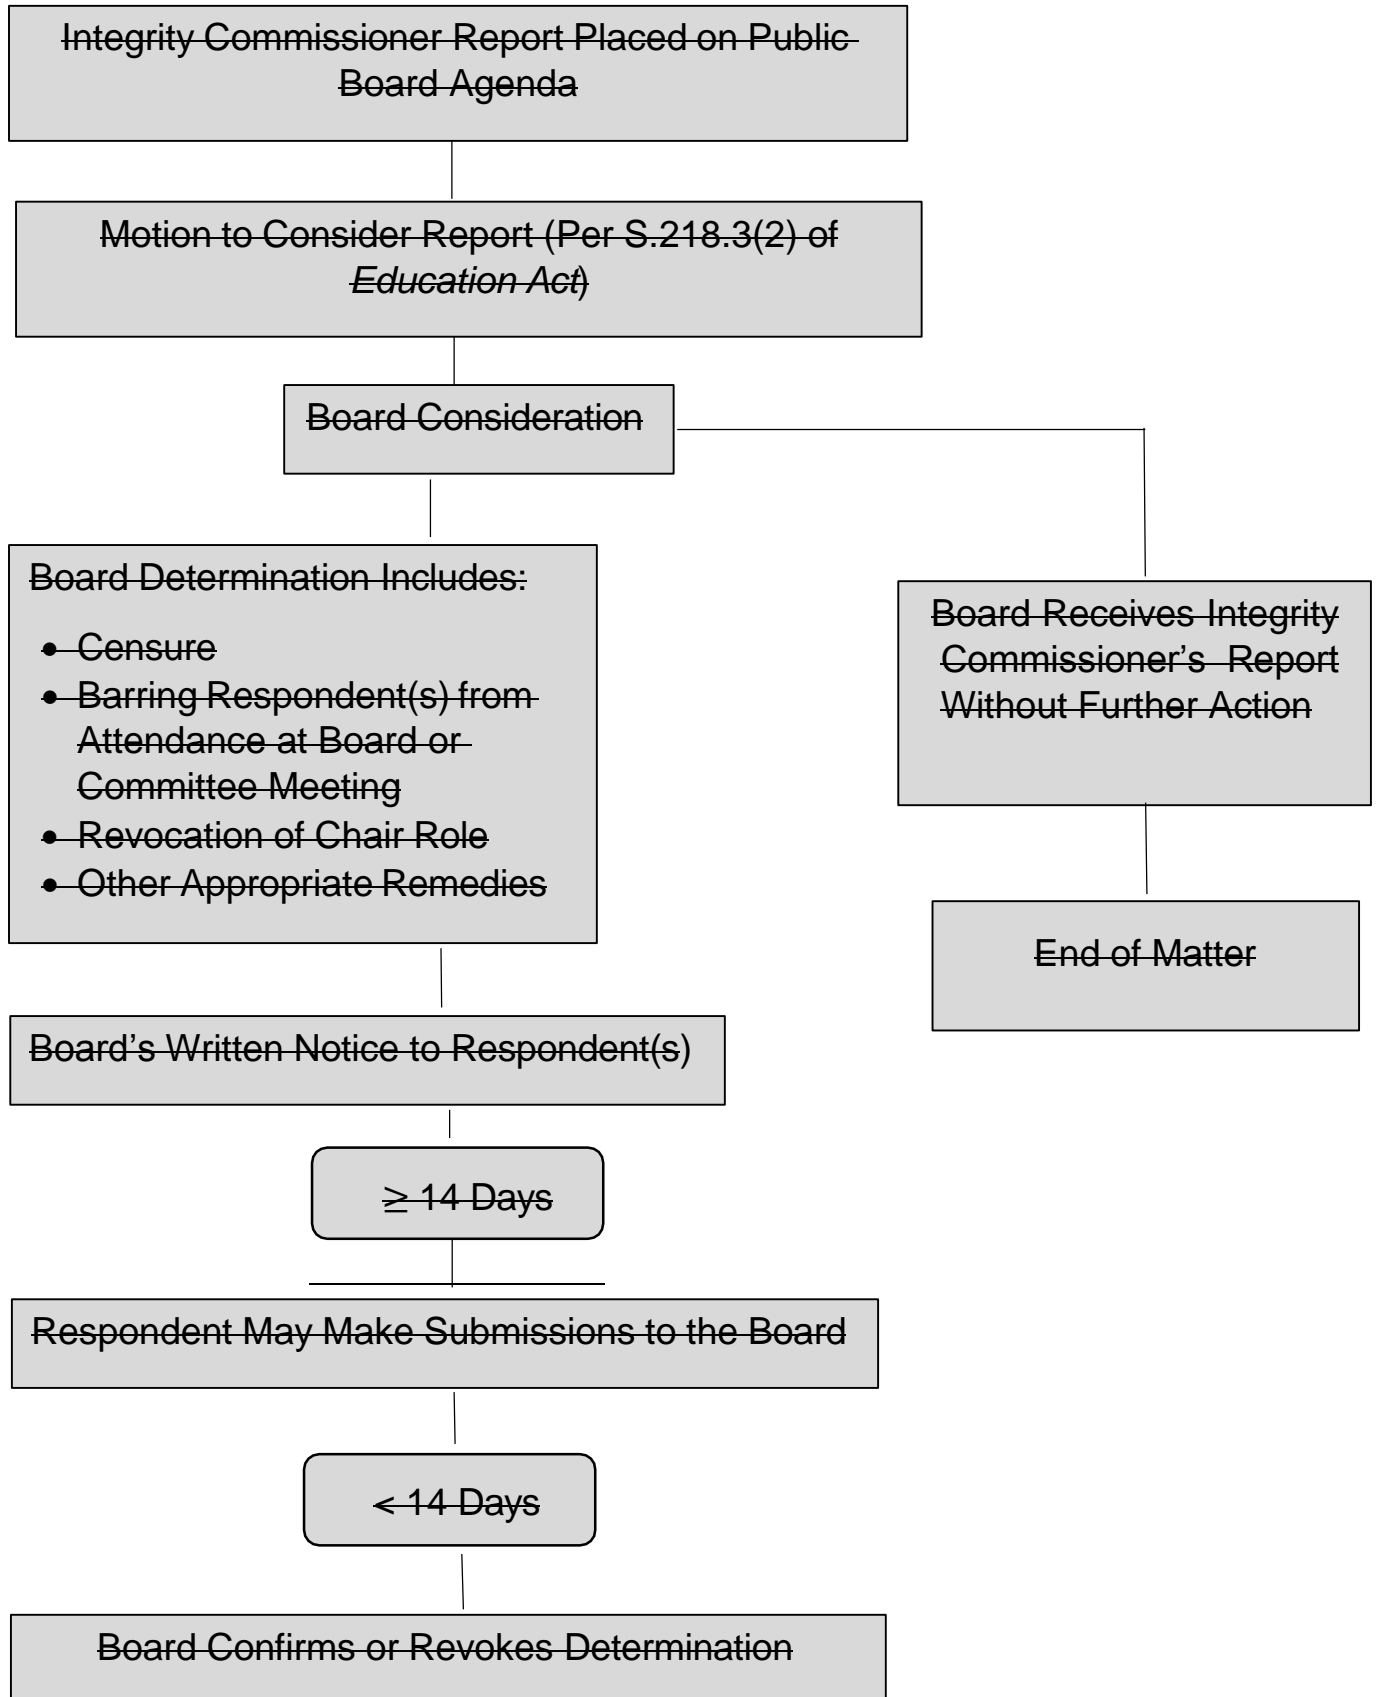 Integrity Commissioner Report Placed on Public
Board Agenda
Motion to Consider Report (Per S.218.3(2) of
Education Act)
Board Consideration
Board Determination Includes:
• Censure
• Barring Respondent(s) from
Attendance at Board or
Committee Meeting
• Revocation of Chair Role
• Other Appropriate Remedies
Board Receives Integrity
Commissioner’s Report
Without Further Action
End of Matter
Board’s Written Notice to Respondent(s)
≥ 14 Days
Respondent May Make Submissions to the Board
< 14 Days
Board Confirms or Revokes Determination